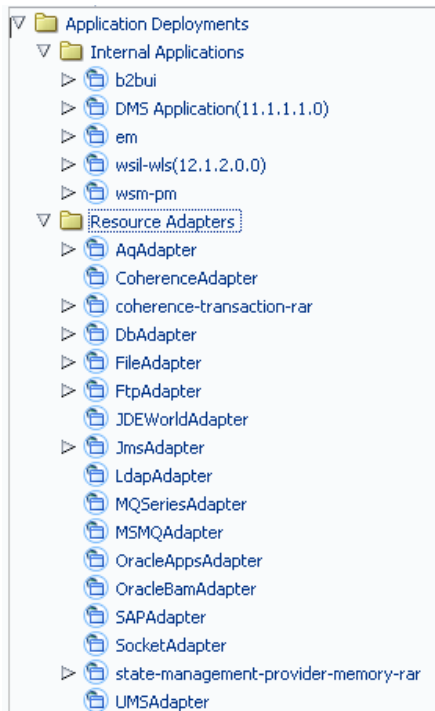 Application Deployments
Internal Applications
b2bui
DMS Application(11.1.1.1.0)
em
wsil-wls(12.1.2.0.0)
wsm-pm
Resource Adapters
AqAdapter
CoherenceAdapter
coherence-transaction-rar
DbAdapter
FileAdapter
FtpAdapter
JDEWorldAdapter
JmsAdapter
LdapAdapter
MQSeriesAdapter
MSMQAdapter
OracleAppsAdapter
OracleBamAdapter
SAPAdapter
SocketAdapter
state-management-provider-memory-rar
UMSAdapter